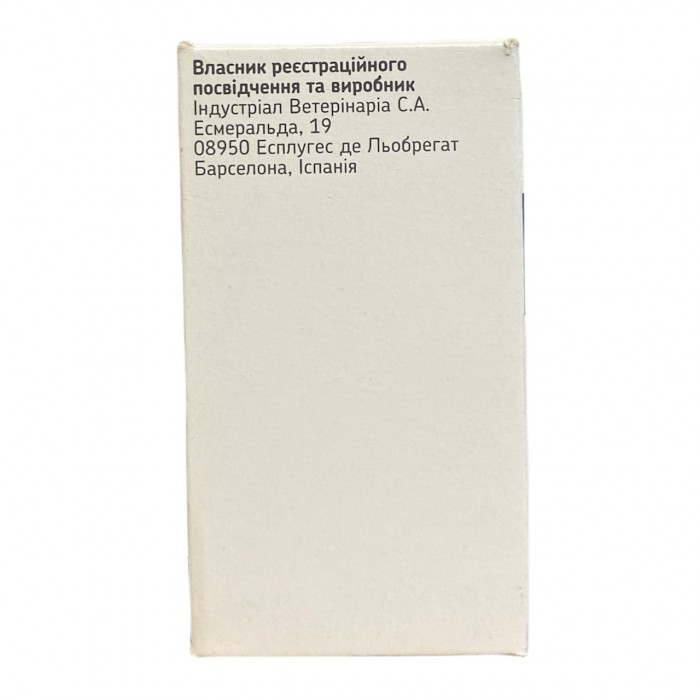 Власник реєстраційного
посвідчення та виробник
Індустріал Ветерінарія С.А.
Есмеральда, 19
08950 Есплугес де Льобрегат
Барселона, Іспанія